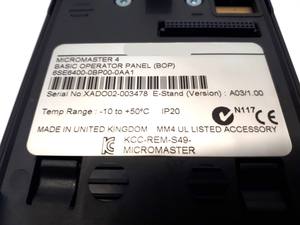 MICROMASTER 4
BASIC OPERATOR PANEL (BOP)
6SE6400-0BP00-0AA1
Serial No XADO02-003478 E-Stand (Version) : A03/1.00
Temp Range : -10 to +50°C IP20
N117
MADE IN UNITED KINGDOM MM4 UL LISTED ACCESSORY
KCC-REM-S49-
MICROMASTER